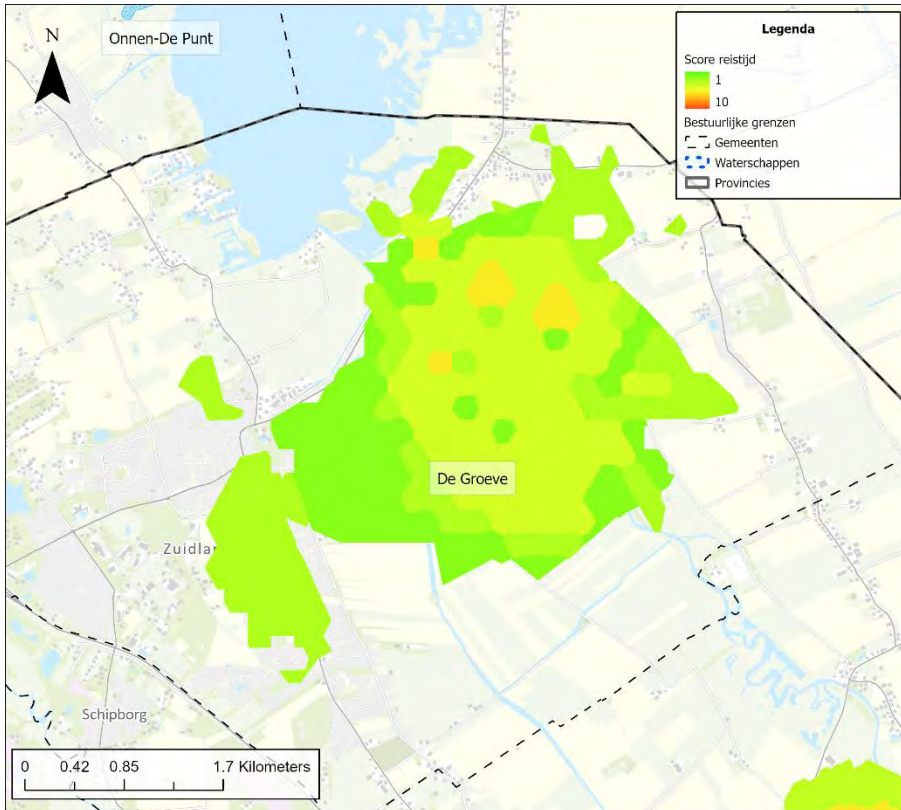 Onnen-De Punt
N
Legenda
Score reistijd
1
10
Bestuurlijke grenzen
Gemeenten
Waterschappen
Provincies
De Groeve
Zuidla
Schipborg
0 0.42 0.85 1.7 Kilometers